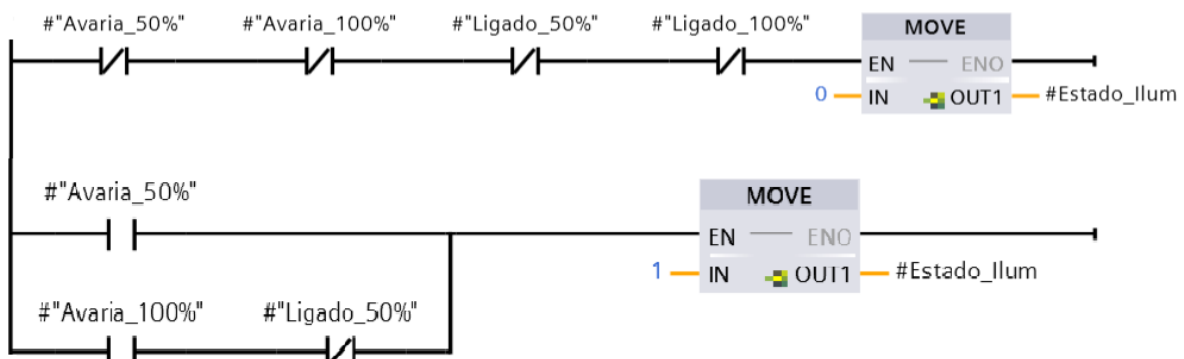 #"Avaria_50%" #"Avaria_100%" #"Ligado_50%" #"Ligado_100%" MOVE
EN ENO
0 IN OUT1 #Estado_Ilum
#"Avaria_50%"
MOVE
EN ENO
1 IN OUT1 #Estado_Ilum
#"Avaria_100%" #"Ligado_50%"